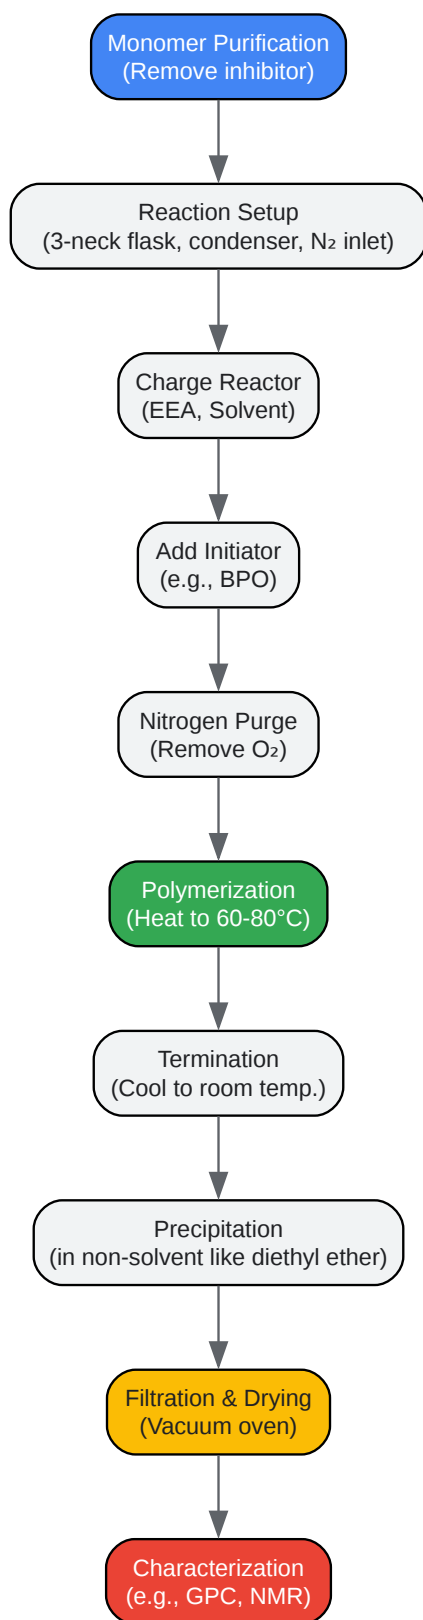 Monomer Purification
(Remove inhibitor)
Reaction Setup
(3-neck flask, condenser, N₂ inlet)
Charge Reactor
(EEA, Solvent)
Add Initiator
(e.g., BPO)
Nitrogen Purge
(Remove O₂)
Polymerization
(Heat to 60-80°C)
Termination
(Cool to room temp.)
Precipitation
(in non-solvent like diethyl ether)
Filtration & Drying
(Vacuum oven)
Characterization
(e.g., GPC, NMR)